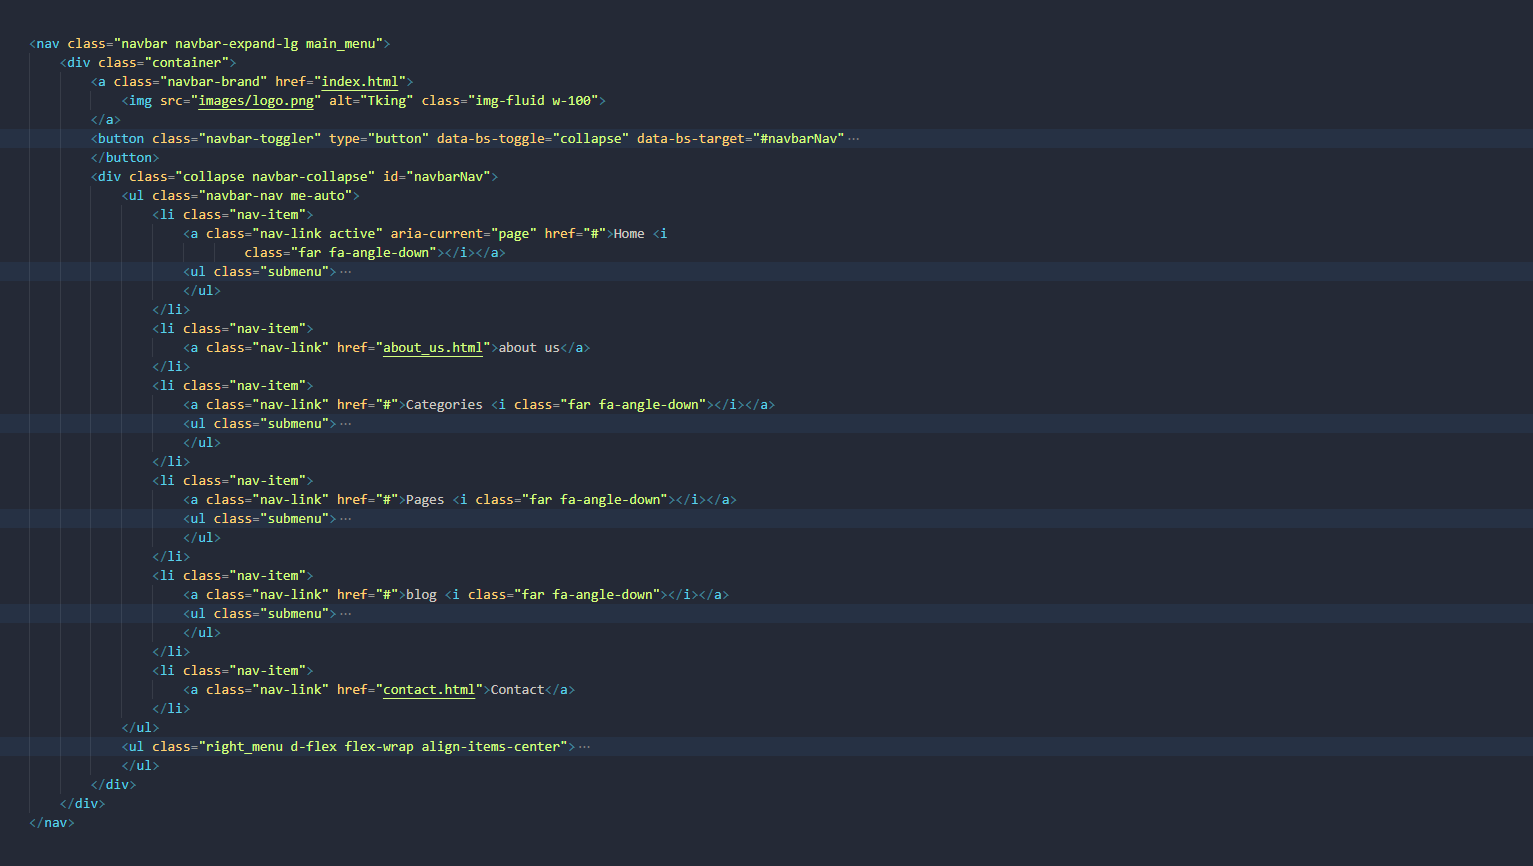 <nav class="navbar navbar-expand-lg main_menu">
<div class="container">
<a class="navbar-brand" href="index.html">
<img src="images/logo.png" alt="Tking" class="img-fluid w-100">
</a>
<button class="navbar-toggler" type="button" data-bs-toggle="collapse" data-bs-target="#navbarNav" ···
</button>
<div class="collapse navbar-collapse" id="navbarNav">
<ul class="navbar-nav me-auto">
<li class="nav-item">
<a class="nav-link active" aria-current="page" href="#">Home <i
class="far fa-angle-down"></i></a>
<ul class="submenu"> ···
</ul>
</li>
<li class="nav-item">
<a class="nav-link" href="about_us.html">about us</a>
</li>
<li class="nav-item">
<a class="nav-link" href="#">Categories <i class="far fa-angle-down"></i></a>
<ul class="submenu"> ···
</ul>
</li>
<li class="nav-item">
<a class="nav-link" href="#">Pages <i class="far fa-angle-down"></i></a>
<ul class="submenu"> ···
</ul>
</li>
<li class="nav-item">
<a class="nav-link" href="#">blog <i class="far fa-angle-down"></i></a>
<ul class="submenu"> ···
</ul>
</li>
<li class="nav-item">
<a class="nav-link" href="contact.html">Contact</a>
</li>
</ul>
<ul class="right_menu d-flex flex-wrap align-items-center"> ···
</ul>
</div>
</div>
</nav>